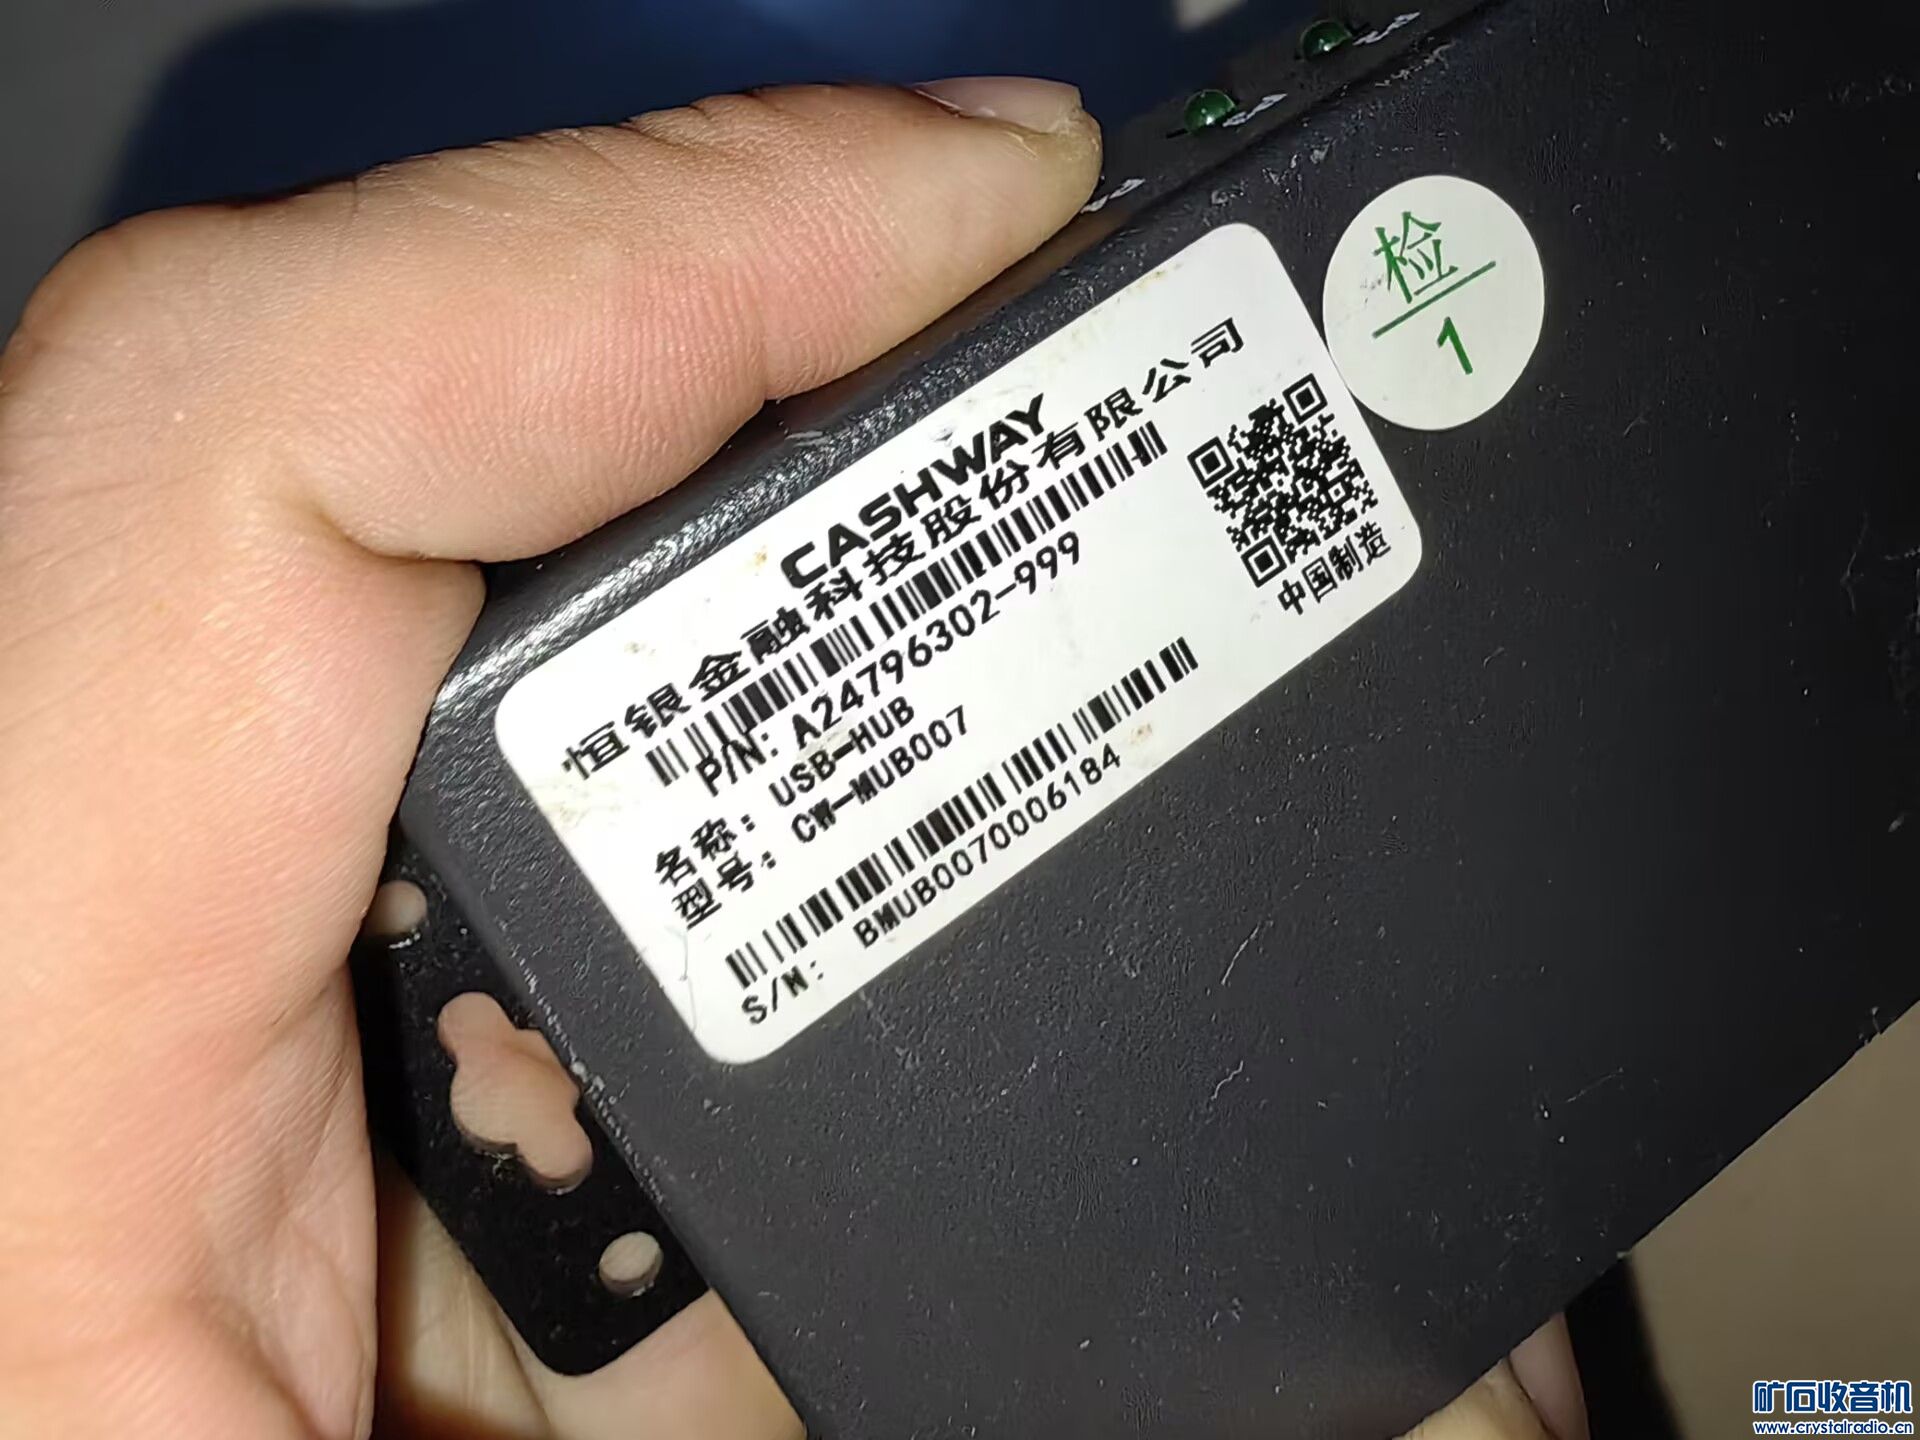 CASHWAY
恒银金融科技股份有限公司
P/N: A24796302-999
名称: USB-HUB
型号: CW-MUB007
BMUB0070006184
S/N:
中国制造
检
1
矿石收音机
www.crystalradio.cn